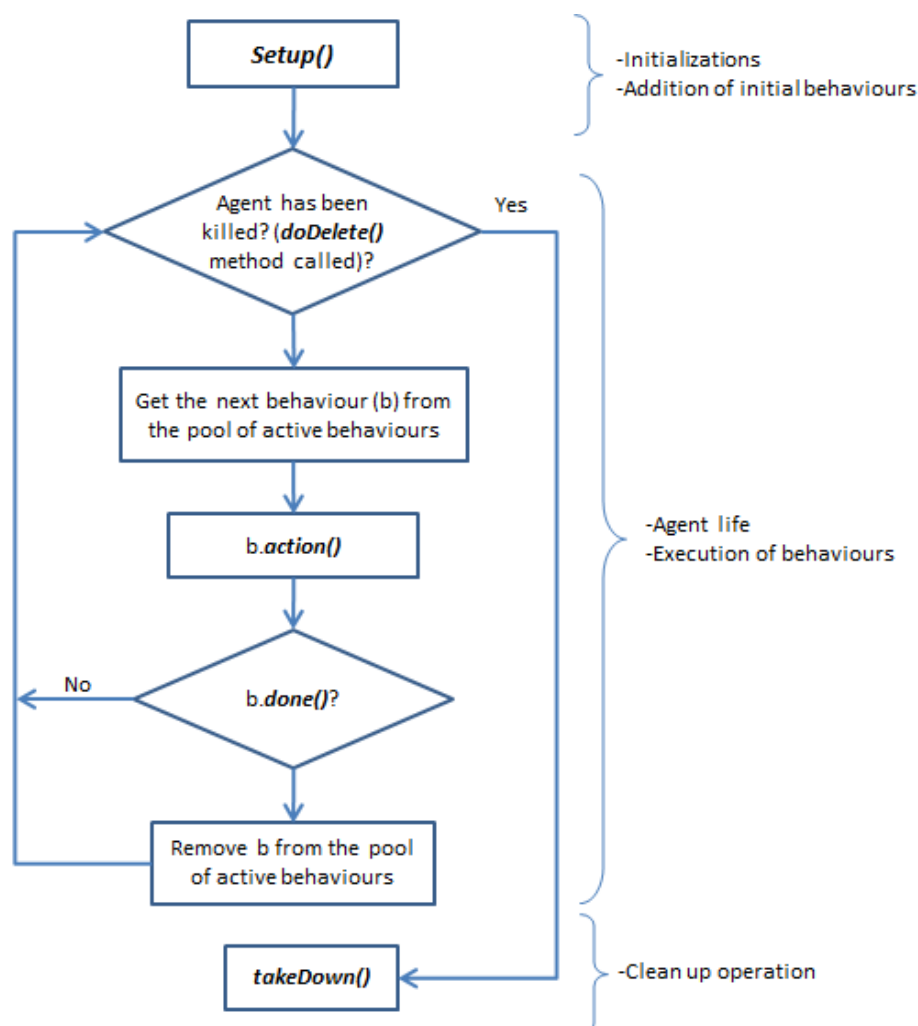 Setup()
-Initializations
-Addition of initial behaviours
Agent has been
killed? (doDelete()
method called)?
Yes
Get the next behaviour (b) from
the pool of active behaviours
b.action()
-Agent life
-Execution of behaviours
No
b.done()?
Remove b from the pool
of active behaviours
takeDown()
-Clean up operation